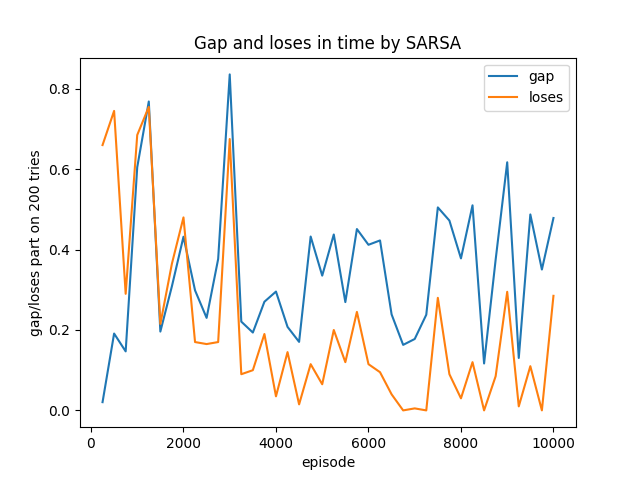 Gap and loses in time by SARSA
gap
loses
gap/loses part on 200 tries
0.8
0.6
0.4
0.2
0.0
0 2000 4000 6000 8000 10000
episode